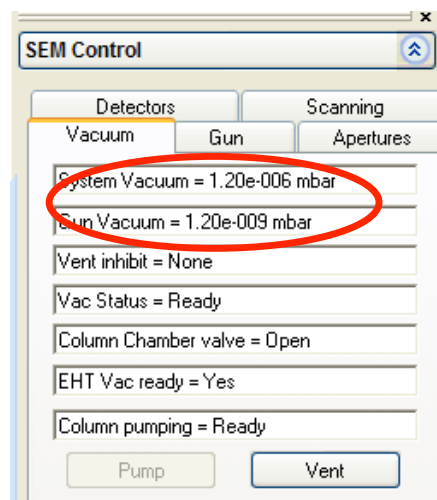 x
SEM Control
Detectors Scanning
Vacuum Gun Apertures
System Vacuum = 1.20e-006 mbar
Gun Vacuum = 1.20e-009 mbar
Vent inhibit = None
Vac Status = Ready
Column Chamber valve = Open
EHT Vac ready = Yes
Column pumping = Ready
Pump Vent